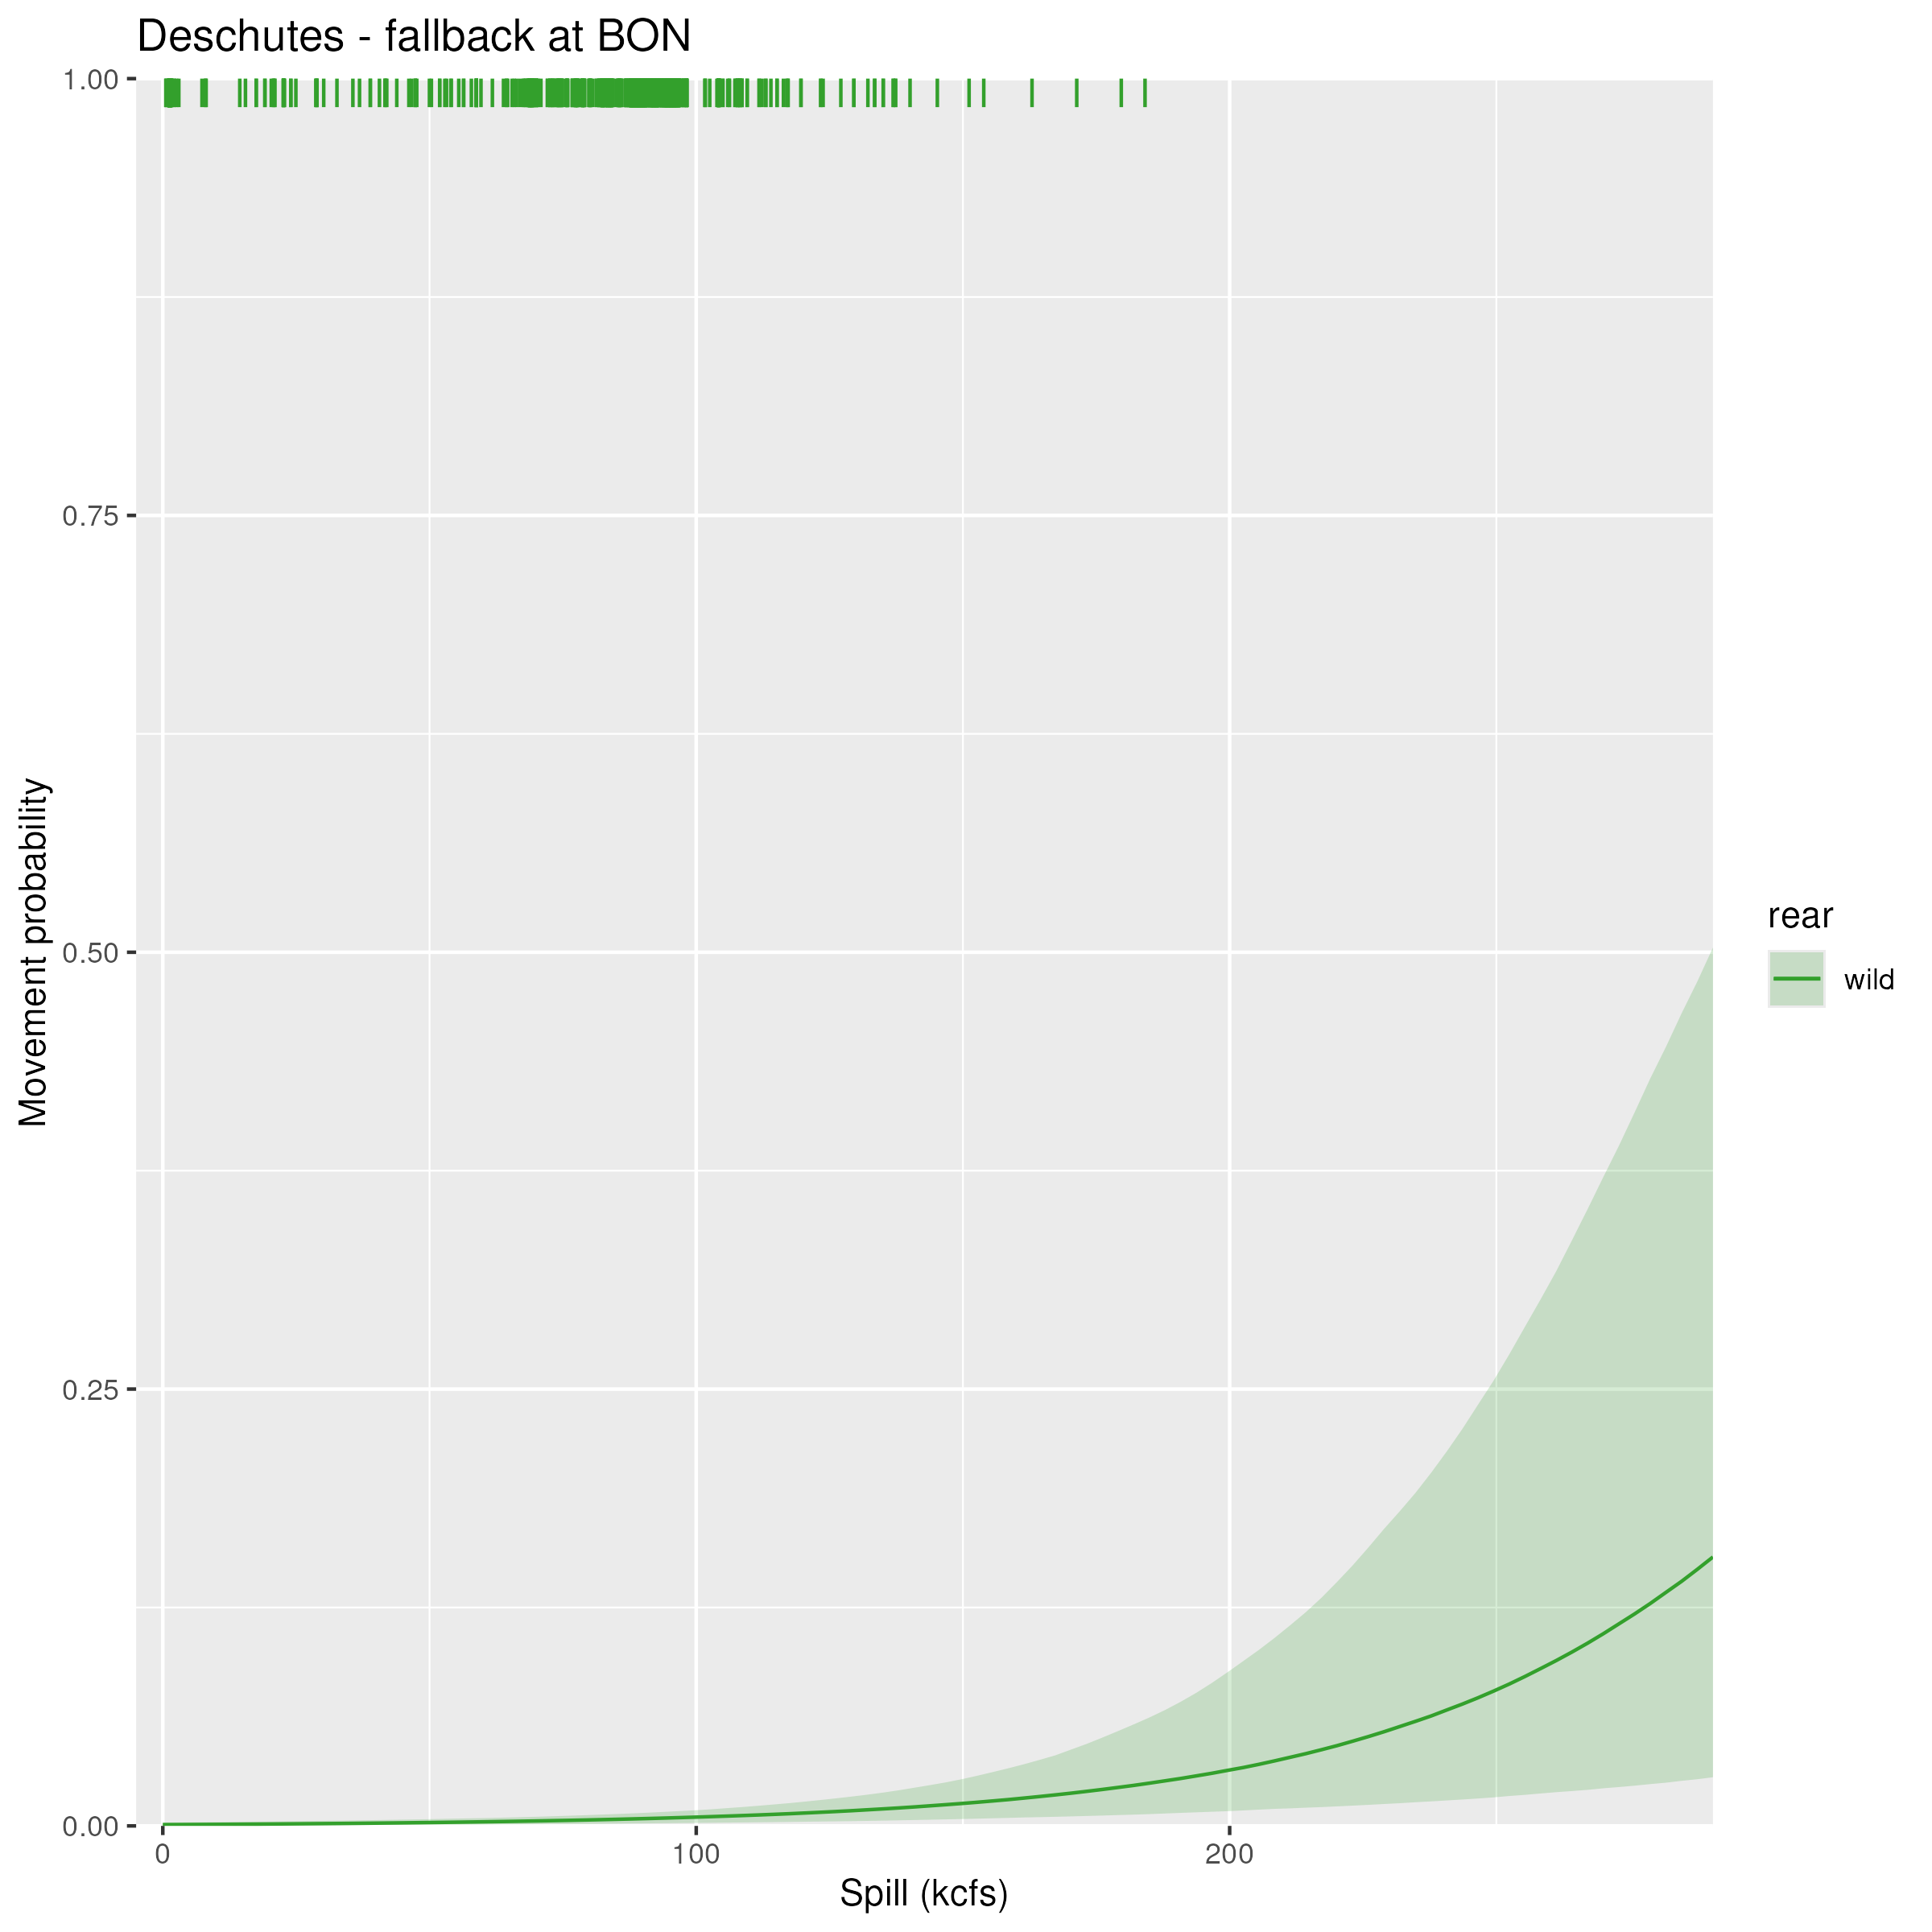 Deschutes - fallback at BON
1.00
0.75
0.50
0.25
0.00
Movement probability
0
100
200
Spill (kcfs)
rear
wild